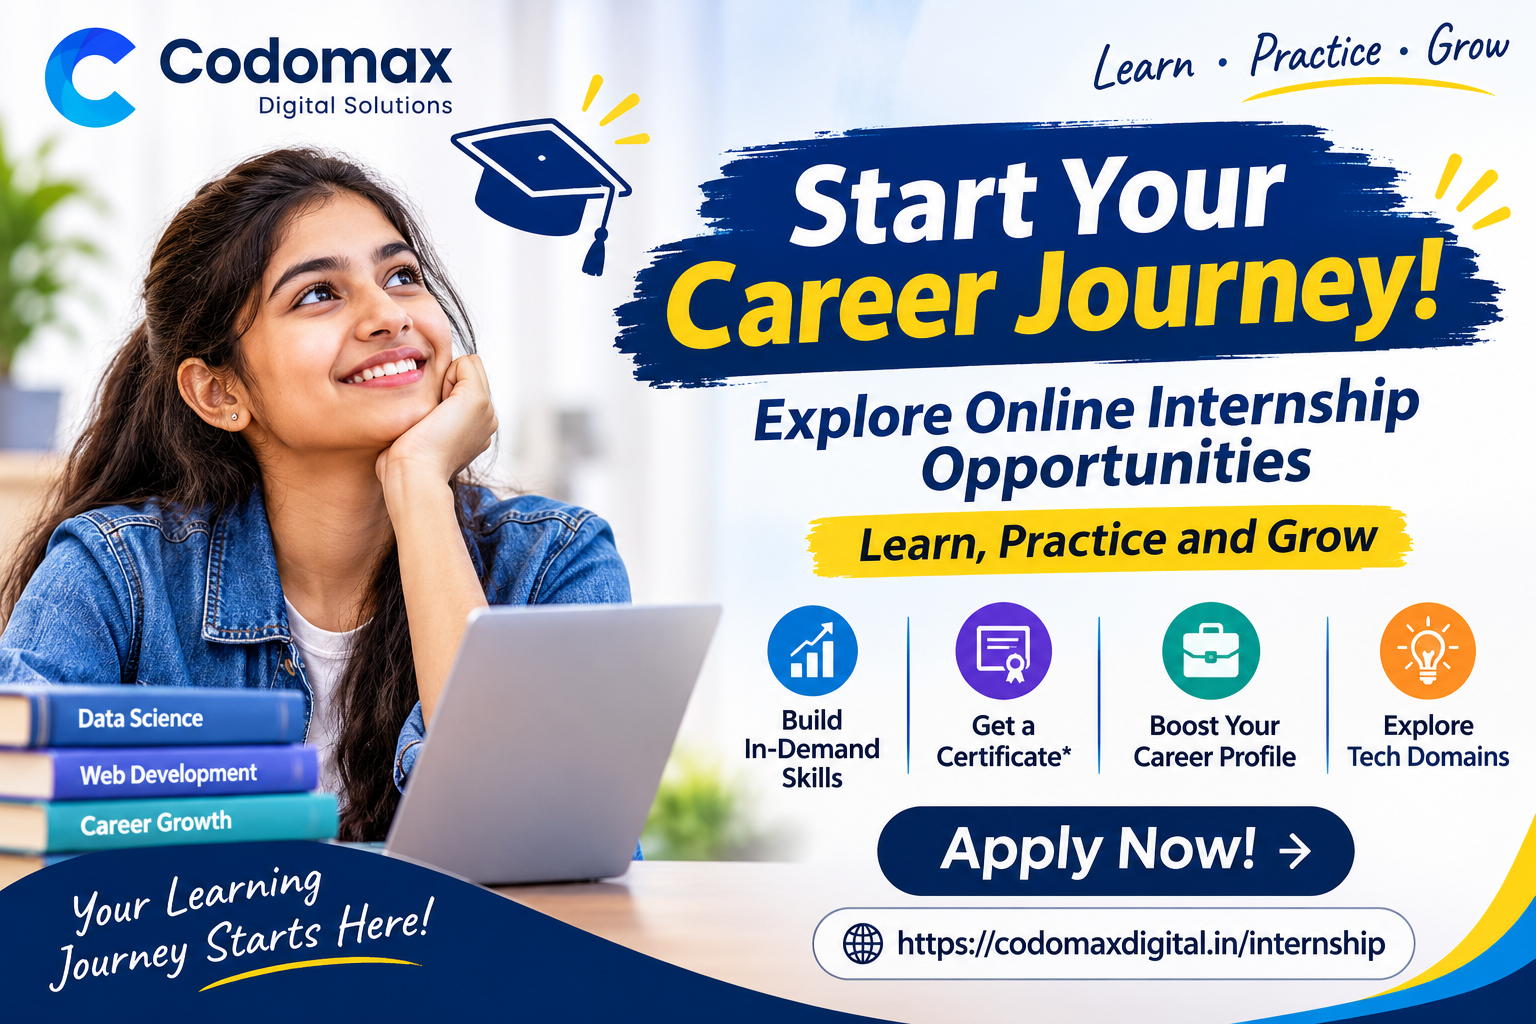 Codomax
Digital Solutions
Learn • Practice • Grow
Start Your
Career Journey!
Explore Online Internship
Opportunities
Learn, Practice and Grow
Build
In-Demand
Skills
Get a
Certificate*
Boost Your
Career Profile
Explore
Tech Domains
Data Science
Web Development
Career Growth
Your Learning
Journey Starts Here!
Apply Now! →
https://codomaxdigital.in/internship